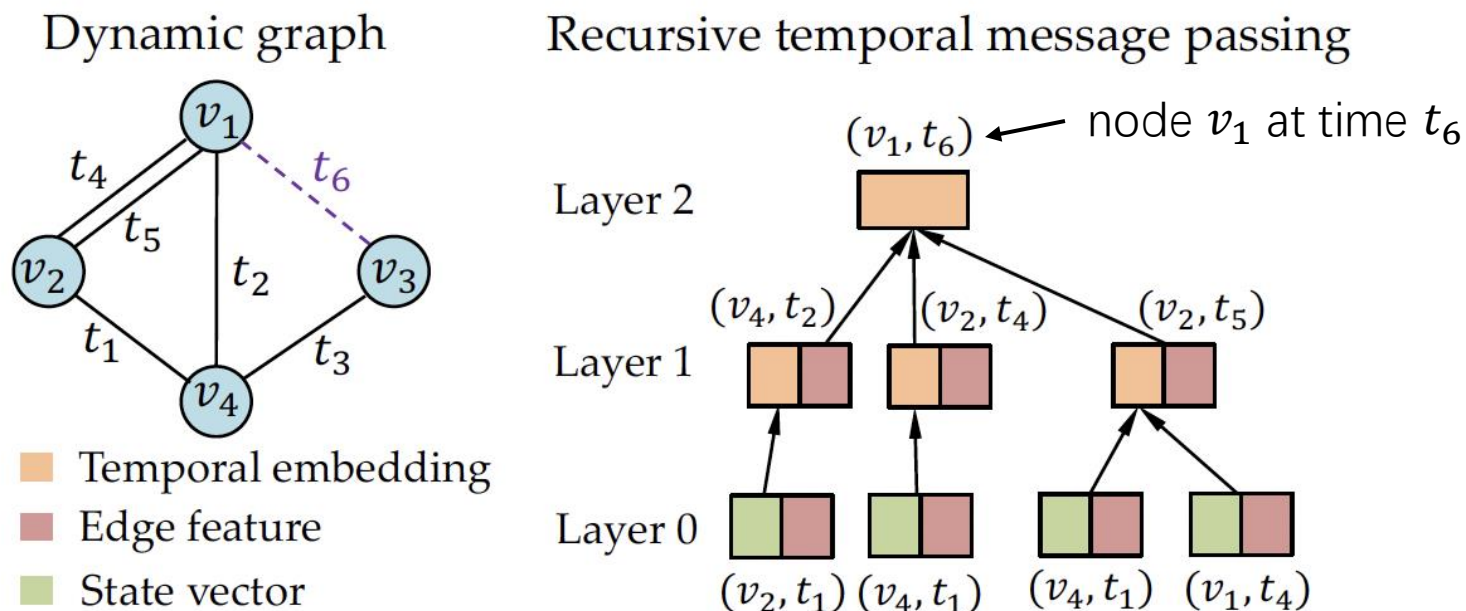 Dynamic graph
v₁
t₄
t₅
t₆
t₂
v₂
v₃
t₁
t₃
v₄
Temporal embedding
Edge feature
State vector
Recursive temporal message passing
(v₁, t₆)
node v₁ at time t₆
Layer 2
(v₄, t₂) (v₂, t₄) (v₂, t₅)
Layer 1
Layer 0
(v₂, t₁) (v₄, t₁) (v₄, t₁) (v₁, t₄)